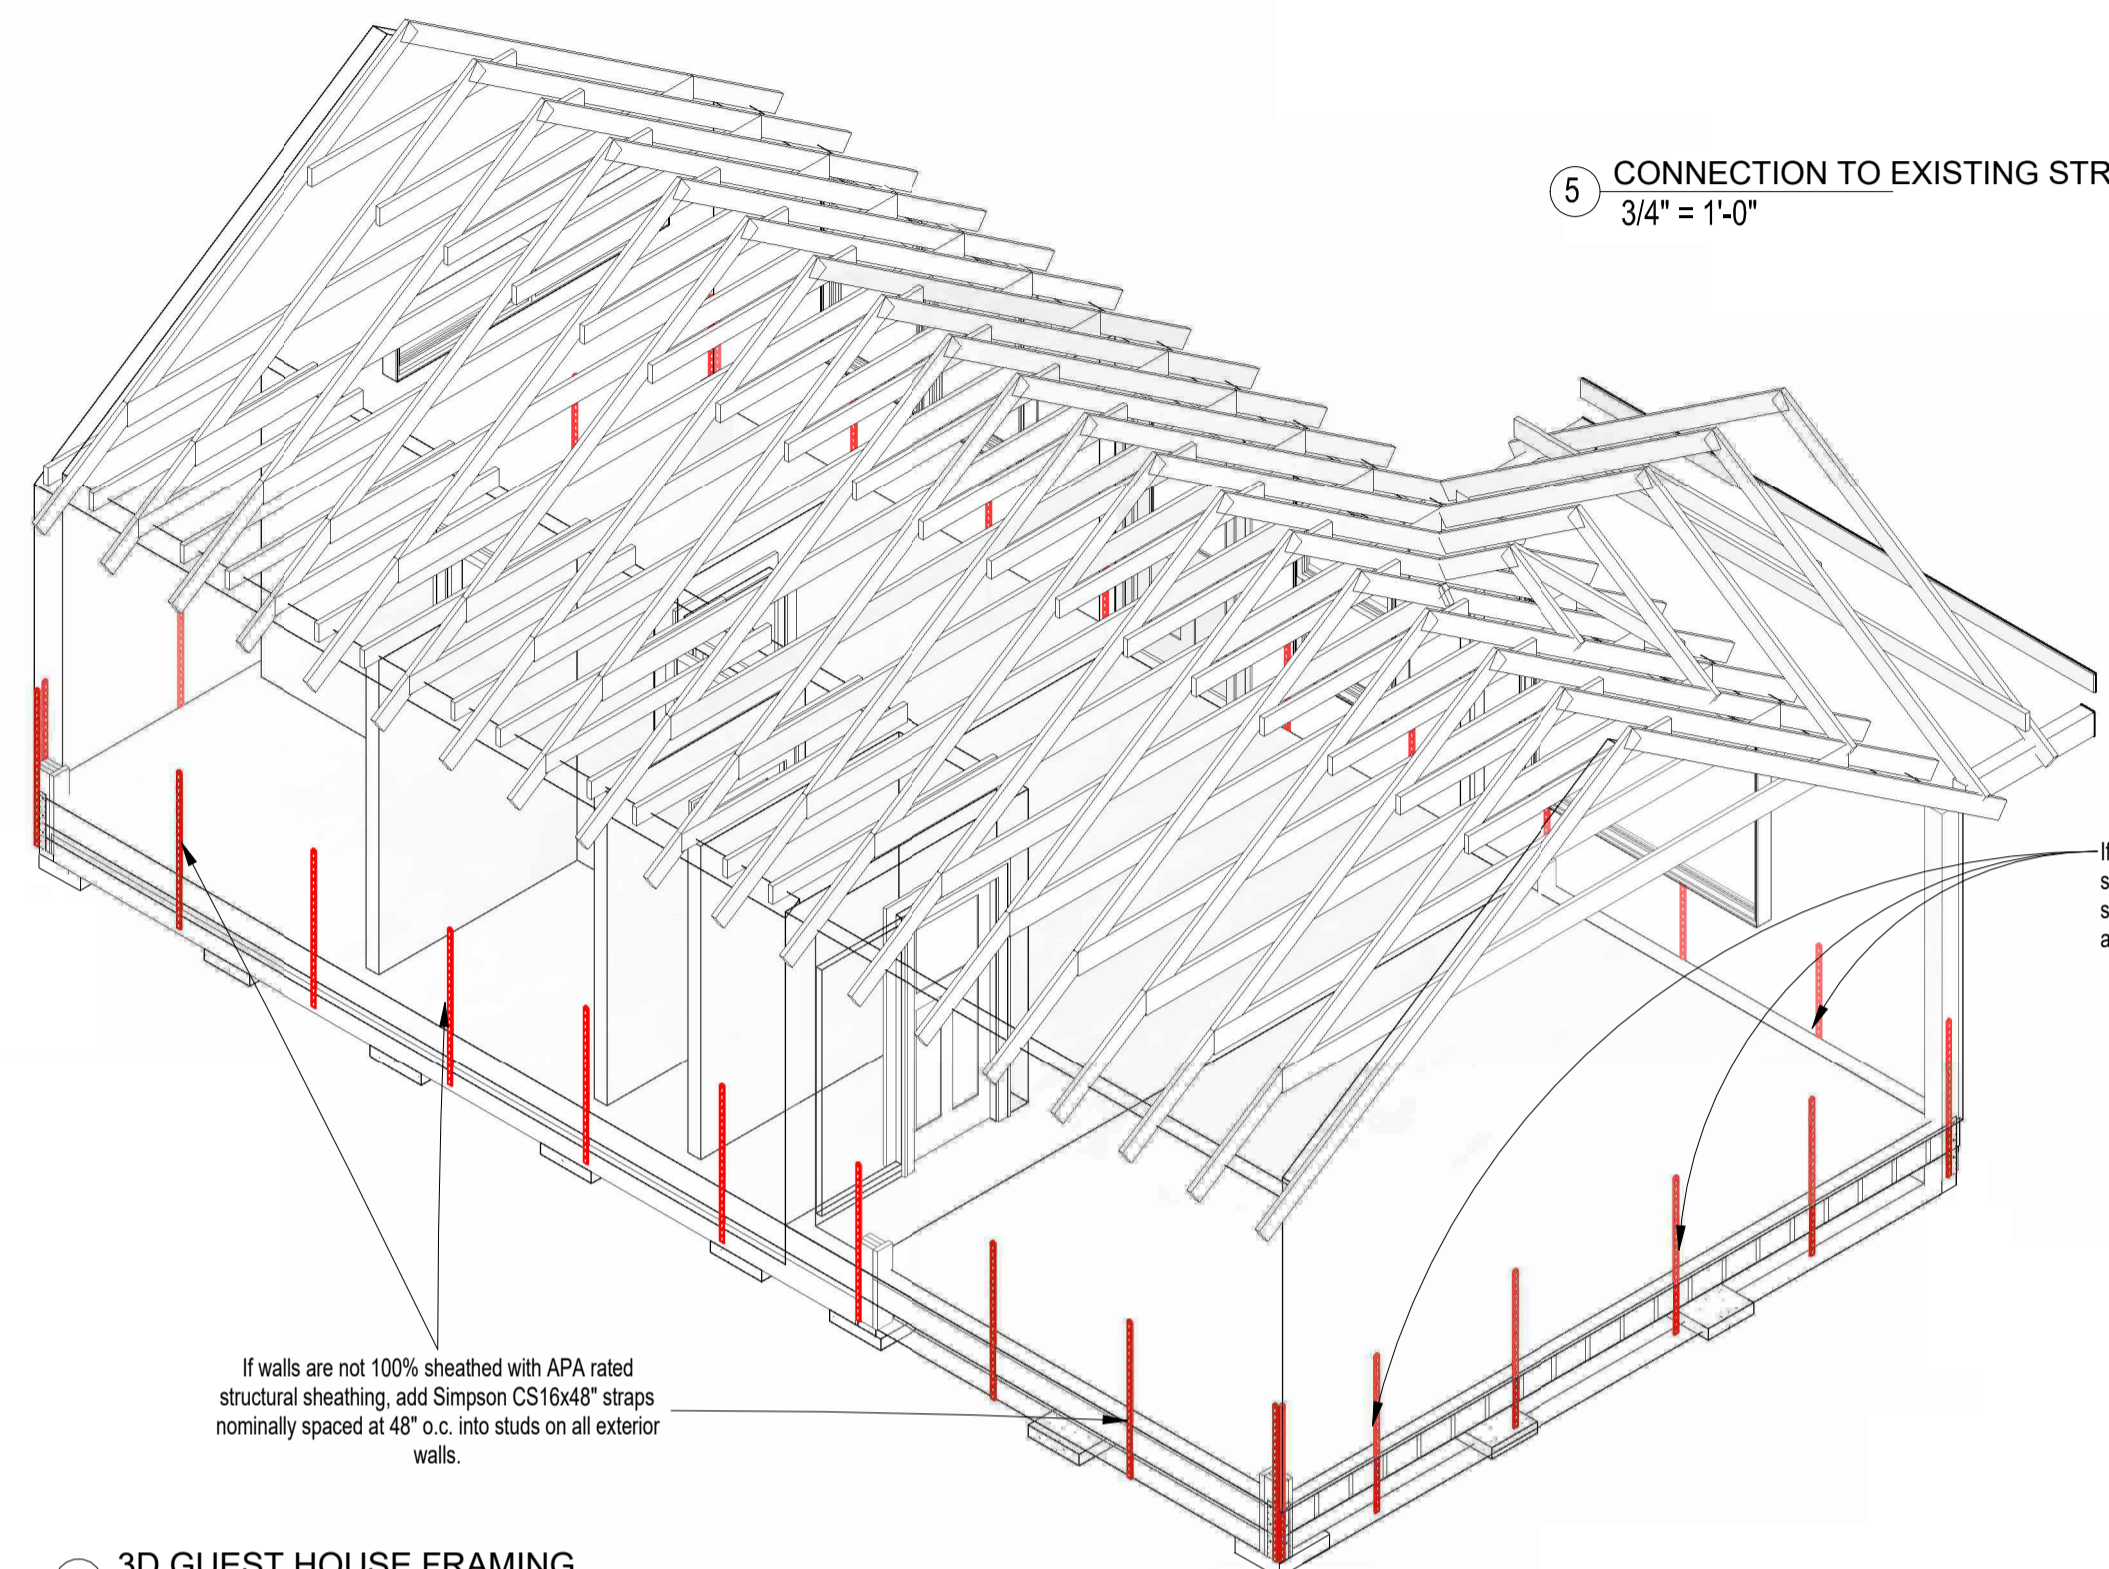 5 CONNECTION TO EXISTING STR
3/4" = 1'-0"
If
s
s
a
If walls are not 100% sheathed with APA rated
structural sheathing, add Simpson CS16x48" straps
nominally spaced at 48" o.c. into studs on all exterior
walls.
3D GUEST HOUSE FRAMING